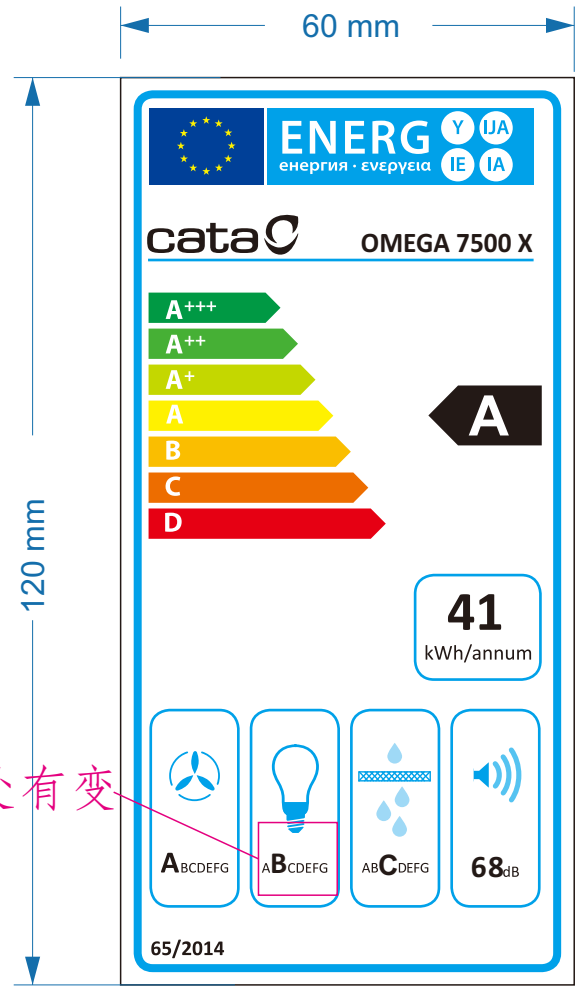 60 mm
120 mm
ENERG
енергия · ενεργεια
Y IJA
IE IA
cata
OMEGA 7500 X
A+++
A++
A+
A
B
C
D
A
41
kWh/annum
有变
ABCDEFG
ABCDEFG
ABCDEFG
68dB
65/2014